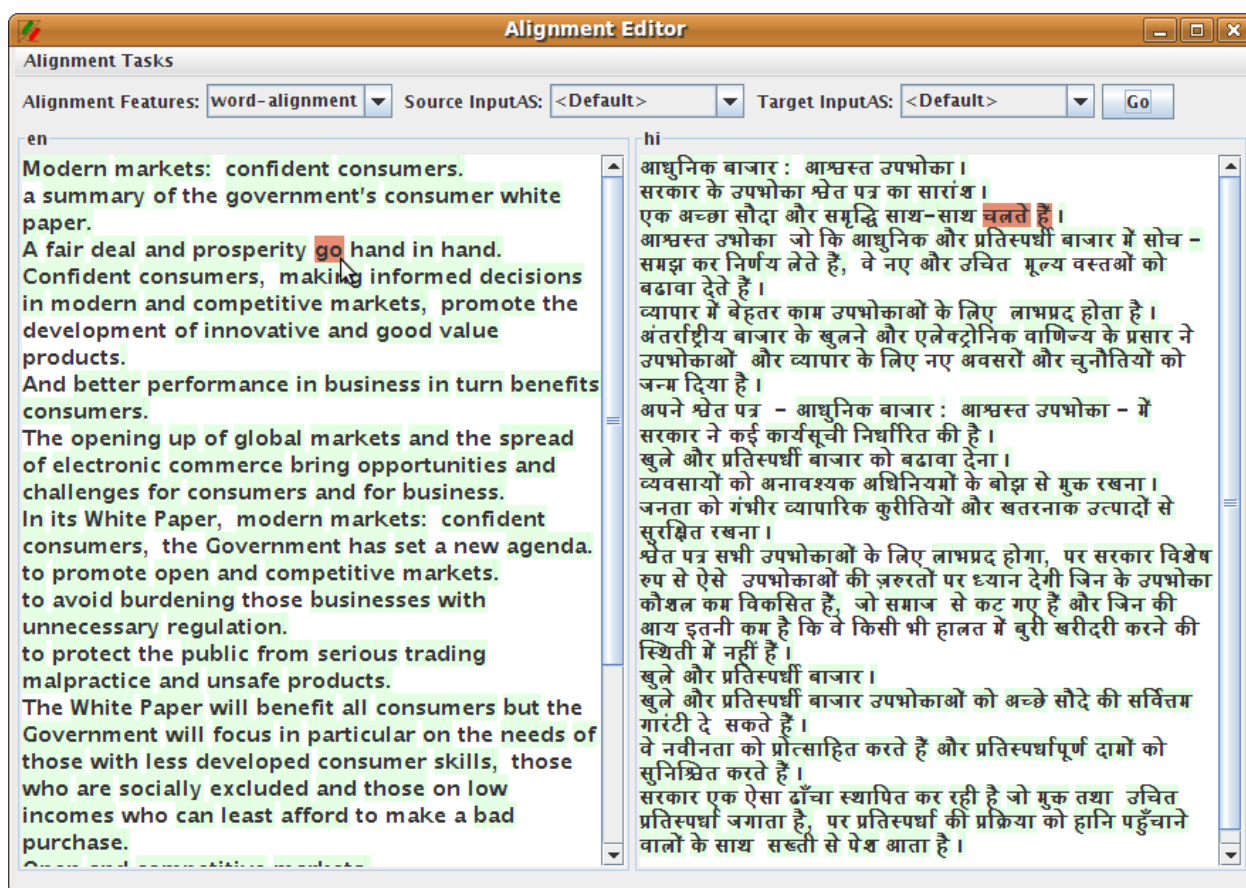 Alignment Editor
Alignment Tasks
Alignment Features: word-alignment Source InputAS: <Default> Target InputAS: <Default> Go
en
Modern markets: confident consumers.
a summary of the government's consumer white
paper.
A fair deal and prosperity go hand in hand.
Confident consumers, making informed decisions
in modern and competitive markets, promote the
development of innovative and good value
products.
And better performance in business in turn benefits
consumers.
The opening up of global markets and the spread
of electronic commerce bring opportunities and
challenges for consumers and for business.
In its White Paper, modern markets: confident
consumers, the Government has set a new agenda.
to promote open and competitive markets.
to avoid burdening those businesses with
unnecessary regulation.
to protect the public from serious trading
malpractice and unsafe products.
The White Paper will benefit all consumers but the
Government will focus in particular on the needs of
those with less developed consumer skills, those
who are socially excluded and those on low
incomes who can least afford to make a bad
purchase.
Open and competitive markets.
hi
आधुनिक बाजार : आश्वस्त उपभोक्ता ।
सरकार के उपभोक्ता श्वेत पत्र का सारांश ।
एक अच्छा सौदा और समृद्धि साथ-साथ चलते हैं ।
आश्वस्त उभोक्ता जो कि आधुनिक और प्रतिस्पर्धी बाजार में सोच -
समझ कर निर्णय लेते हैं, वे नए और उचित मूल्य वस्तओं को
बढावा देते हैं ।
व्यापार में बेहतर काम उपभोक्ताओं के लिए लाभप्रद होता है ।
अंतर्राष्ट्रीय बाजार के खुलने और एलेक्ट्रोनिक वाणिज्य के प्रसार ने
उपभोक्ताओं और व्यापार के लिए नए अवसरों और चुनौतियों को
जन्म दिया है ।
अपने श्वेत पत्र - आधुनिक बाजार : आश्वस्त उपभोक्ता - में
सरकार ने कई कार्यसूची निर्धारित की है ।
खुले और प्रतिस्पर्धी बाजार को बढावा देना ।
व्यवसायों को अनावश्यक अधिनियमों के बोझ से मुक्त रखना ।
जनता को गंभीर व्यापारिक कुरीतियों और खतरनाक उत्पादों से
सुरक्षित रखना ।
श्वेत पत्र सभी उपभोक्ताओं के लिए लाभप्रद होगा, पर सरकार विशेष
रुप से ऐसे उपभोक्ताओं की ज़रुरतों पर ध्यान देगी जिन के उपभोक्ता
कौशल कम विकसित हैं, जो समाज से कट गए हैं और जिन की
आय इतनी कम है कि वे किसी भी हालत में बुरी खरीदरी करने की
स्थिती में नहीं हैं ।
खुले और प्रतिस्पर्धी बाजार ।
खुले और प्रतिस्पर्धी बाजार उपभोक्ताओं को अच्छे सौदे की सर्वित्तम
गारंटी दे सकते हैं ।
वे नवीनता को प्रोत्साहित करते हैं और प्रतिस्पर्धापूर्ण दामों को
सुनिश्चित करते हैं ।
सरकार एक ऐसा ढाँचा स्थापित कर रही है जो मुक्त तथा उचित
प्रतिस्पर्धा जगाता है, पर प्रतिस्पर्धा की प्रक्रिया को हानि पहुँचाने
वालों के साथ सख्ती से पेश आता है ।